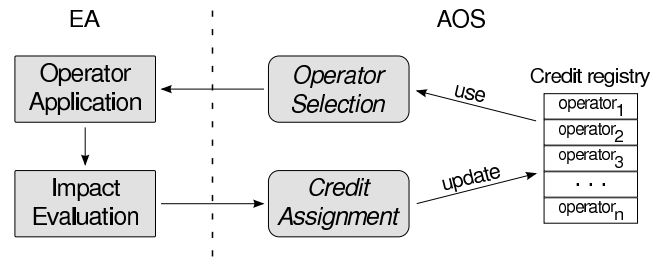 EA
AOS
Operator
Application
Operator
Selection
use
Credit registry
operator1
operator2
operator3
. . .
operatorn
Impact
Evaluation
Credit
Assignment
update